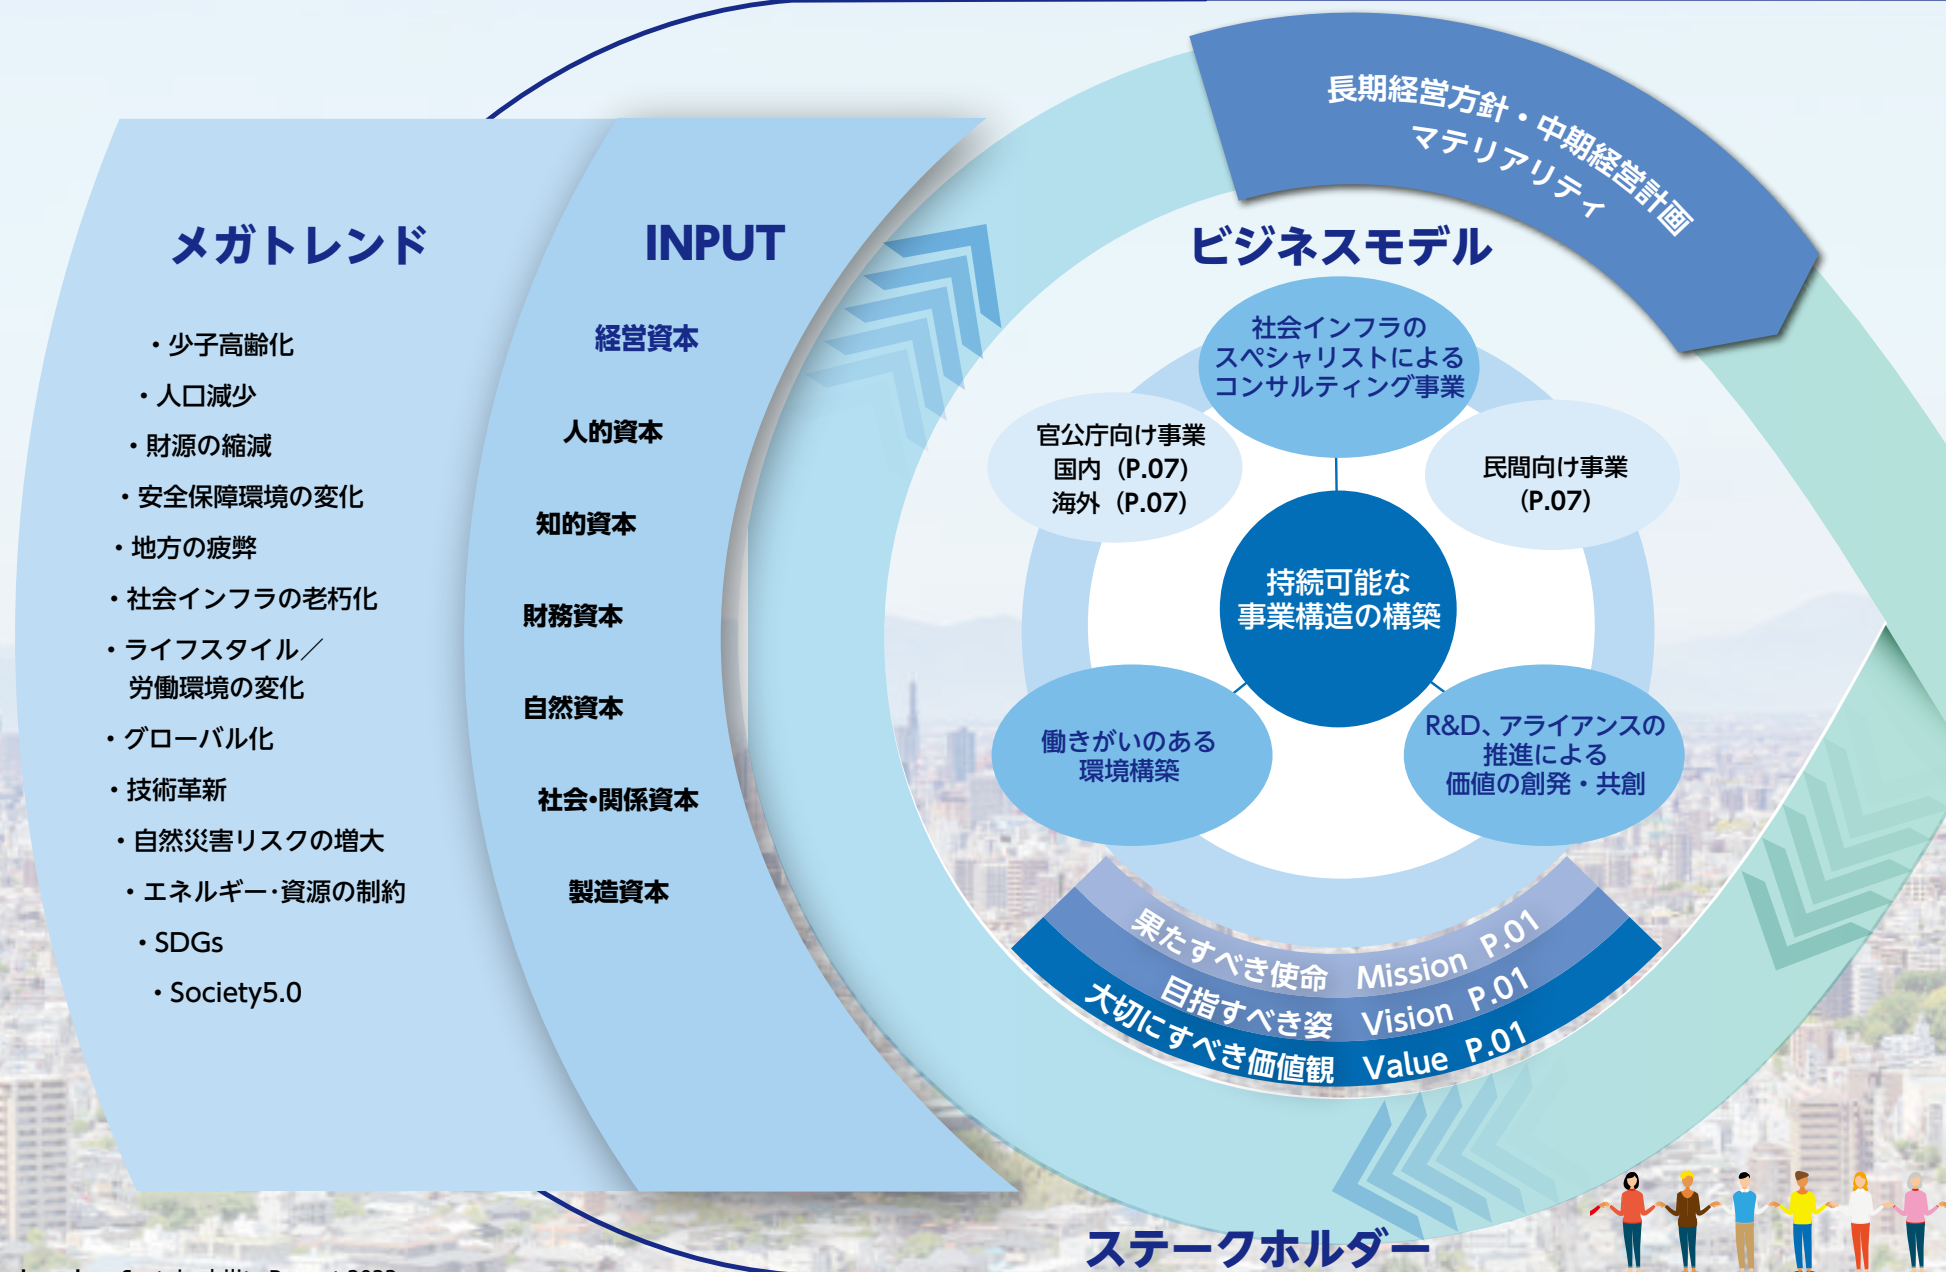 長期経営方針・中期経営計画
マテリアリティ
メガトレンド
・少子高齢化
・人口減少
・財源の縮減
・安全保障環境の変化
・地方の疲弊
・社会インフラの老朽化
・ライフスタイル／
労働環境の変化
・グローバル化
・技術革新
・自然災害リスクの増大
・エネルギー・資源の制約
・SDGs
・Society5.0
INPUT
経営資本
人的資本
知的資本
財務資本
自然資本
社会・関係資本
製造資本
ビジネスモデル
社会インフラの
スペシャリストによる
コンサルティング事業
官公庁向け事業
国内（P.07）
海外（P.07）
民間向け事業
（P.07）
持続可能な
事業構造の構築
働きがいのある
環境構築
R&D、アライアンスの
推進による
価値の創発・共創
果たすべき使命　Mission　P.01
目指すべき姿　Vision　P.01
大切にすべき価値観　Value　P.01
ステークホルダー